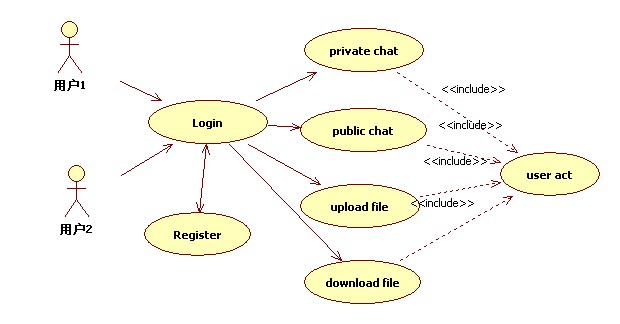 用户1
用户2
Login
Register
private chat
public chat
upload file
download file
<<include>>
<<include>>
<<include>>
<<include>>
user act